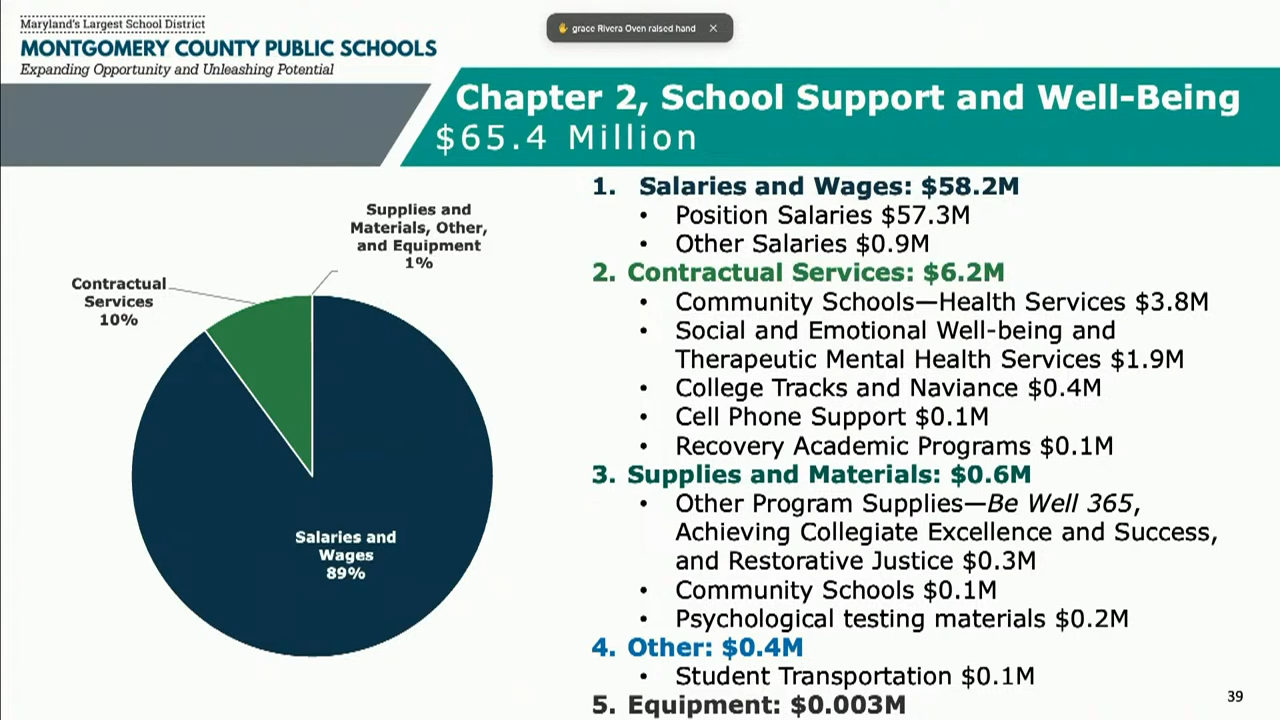 Maryland's Largest School District
MONTGOMERY COUNTY PUBLIC SCHOOLS
Expanding Opportunity and Unleashing Potential
grace Rivera Oven raised hand
Chapter 2, School Support and Well-Being
$65.4 Million
Supplies and
Materials, Other,
and Equipment
1%
Contractual
Services
10%
Salaries and
Wages
89%
1. Salaries and Wages: $58.2M
• Position Salaries $57.3M
• Other Salaries $0.9M
2. Contractual Services: $6.2M
• Community Schools—Health Services $3.8M
• Social and Emotional Well-being and
Therapeutic Mental Health Services $1.9M
• College Tracks and Naviance $0.4M
• Cell Phone Support $0.1M
• Recovery Academic Programs $0.1M
3. Supplies and Materials: $0.6M
• Other Program Supplies—Be Well 365,
Achieving Collegiate Excellence and Success,
and Restorative Justice $0.3M
• Community Schools $0.1M
• Psychological testing materials $0.2M
4. Other: $0.4M
• Student Transportation $0.1M
5. Equipment: $0.003M
39